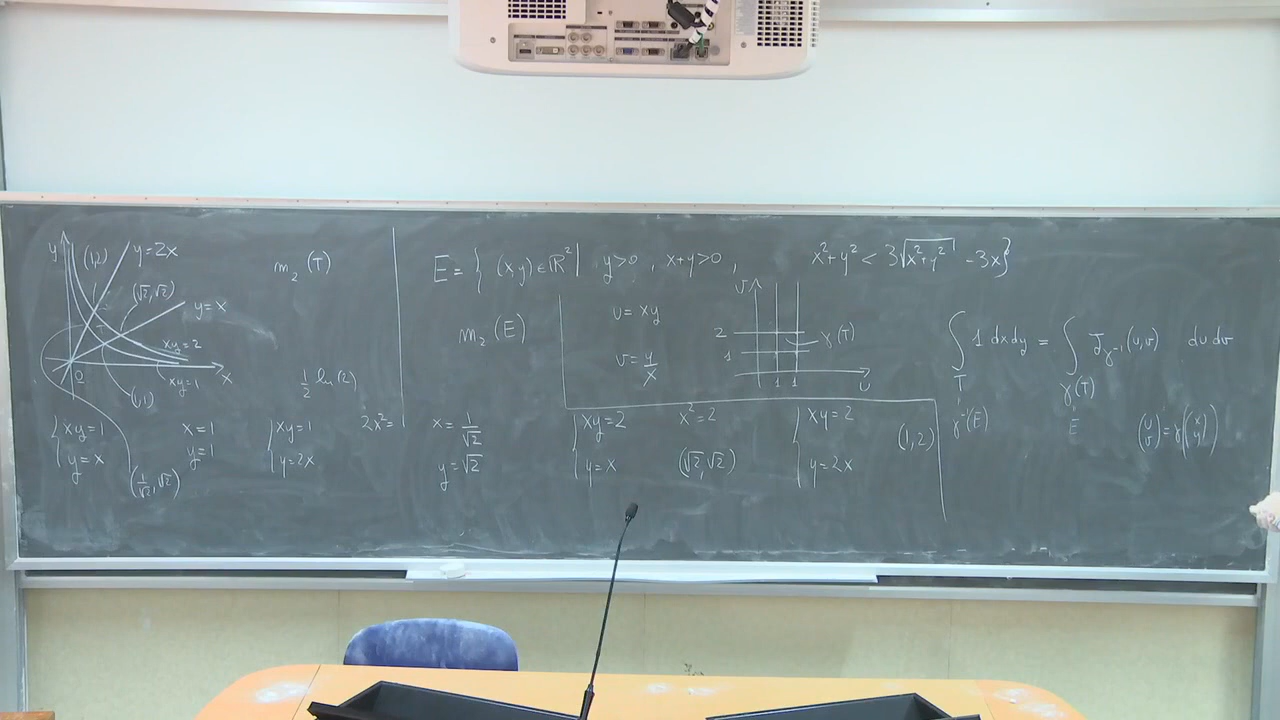 y (1,2) y=2x
(√2,√2)
y=x
xy=2
xy=1
x
O
(1,1)
m₂(T)
½ ln(2)
{ xy=1
y=x
x=1
y=1
{ xy=1
y=2x
2x²=1
(1/√2,√2)
E = { (x,y)∈ℝ² | y>0, x+y>0, x²+y² < 3√(x²+y²) -3x}
m₂(E)
x = 1/√2
y = √2
u = xy
v = y/x
v
2
1
1 1
u
γ(T)
{ xy=2
y=x
x²=2
(√2,√2)
{ xy=2
y=2x
(1,2)
∫_T 1 dxdy = ∫_γ(T) J_γ⁻¹(u,v) du dv
γ⁻¹(E)
E
(u v) = γ(x y)